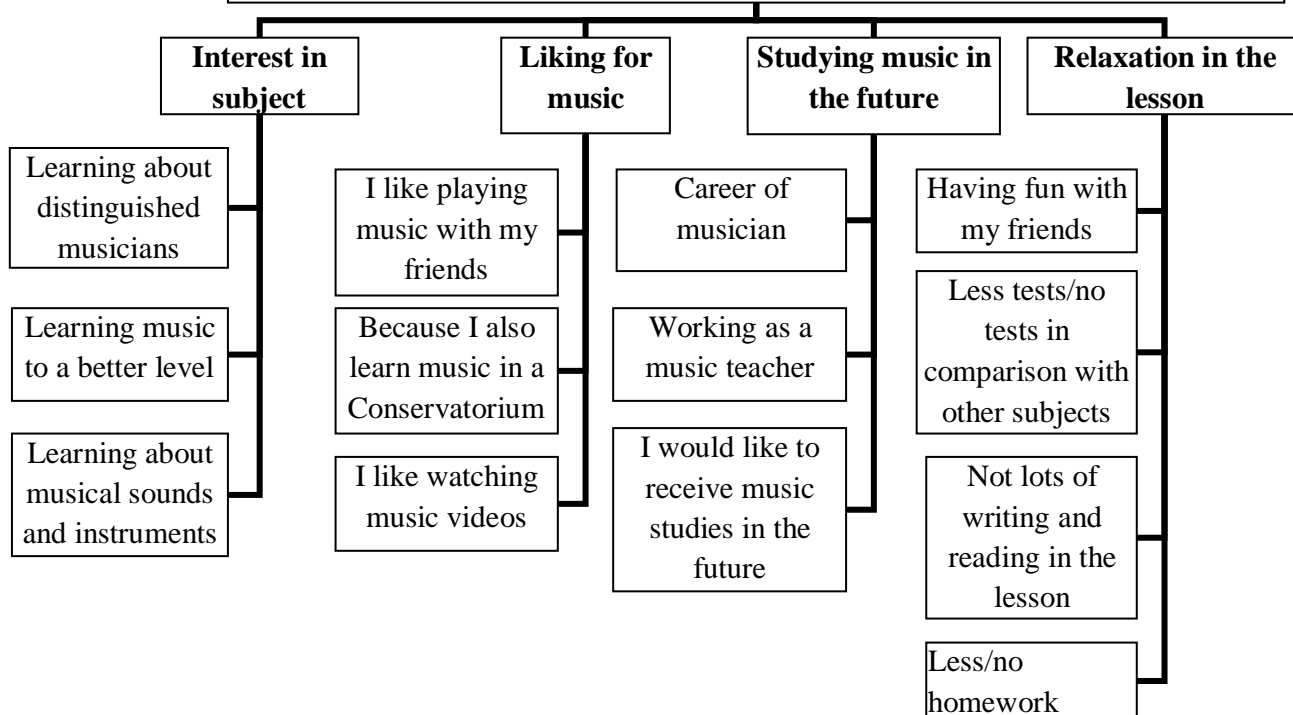 Interest in
subject
Learning about
distinguished
musicians
Learning music
to a better level
Learning about
musical sounds
and instruments
Liking for
music
I like playing
music with my
friends
Because I also
learn music in a
Conservatorium
I like watching
music videos
Studying music in
the future
Career of
musician
Working as a
music teacher
I would like to
receive music
studies in the
future
Relaxation in the
lesson
Having fun with
my friends
Less tests/no
tests in
comparison with
other subjects
Not lots of
writing and
reading in the
lesson
Less/no
homework